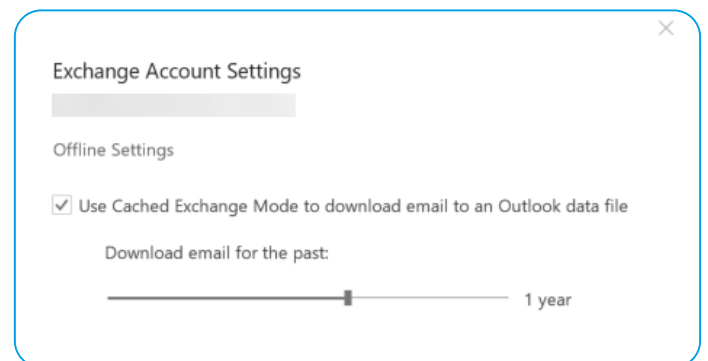 Exchange Account Settings
Offline Settings
Use Cached Exchange Mode to download email to an Outlook data file
Download email for the past:
1 year